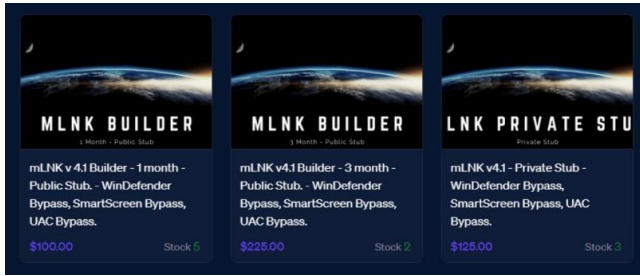 MLNK BUILDER
1 Month - Public Stub
mLNK v 4.1 Builder - 1 month -
Public Stub. - WinDefender
Bypass, SmartScreen Bypass,
UAC Bypass.
$100.00 Stock 5
MLNK BUILDER
3 Month - Public Stub
mLNK v4.1 Builder - 3 month -
Public Stub. - WinDefender
Bypass, SmartScreen Bypass,
UAC Bypass.
$225.00 Stock 2
LNK PRIVATE STU
Private Stub
mLNK v4.1 - Private Stub -
WinDefender Bypass,
SmartScreen Bypass, UAC
Bypass.
$125.00 Stock 3